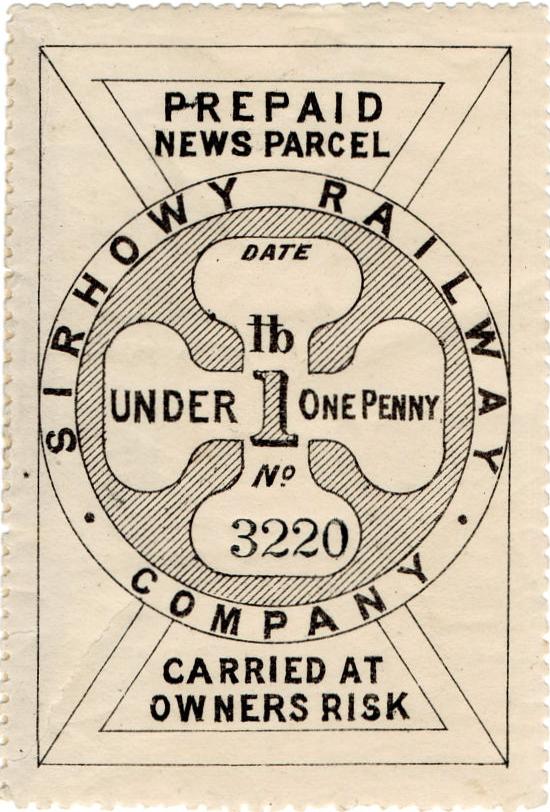 PREPAID
NEWS PARCEL
SIRHOWY RAILWAY
DATE
lb
UNDER 1 ONE PENNY
No
3220
COMPANY
CARRIED AT
OWNERS RISK